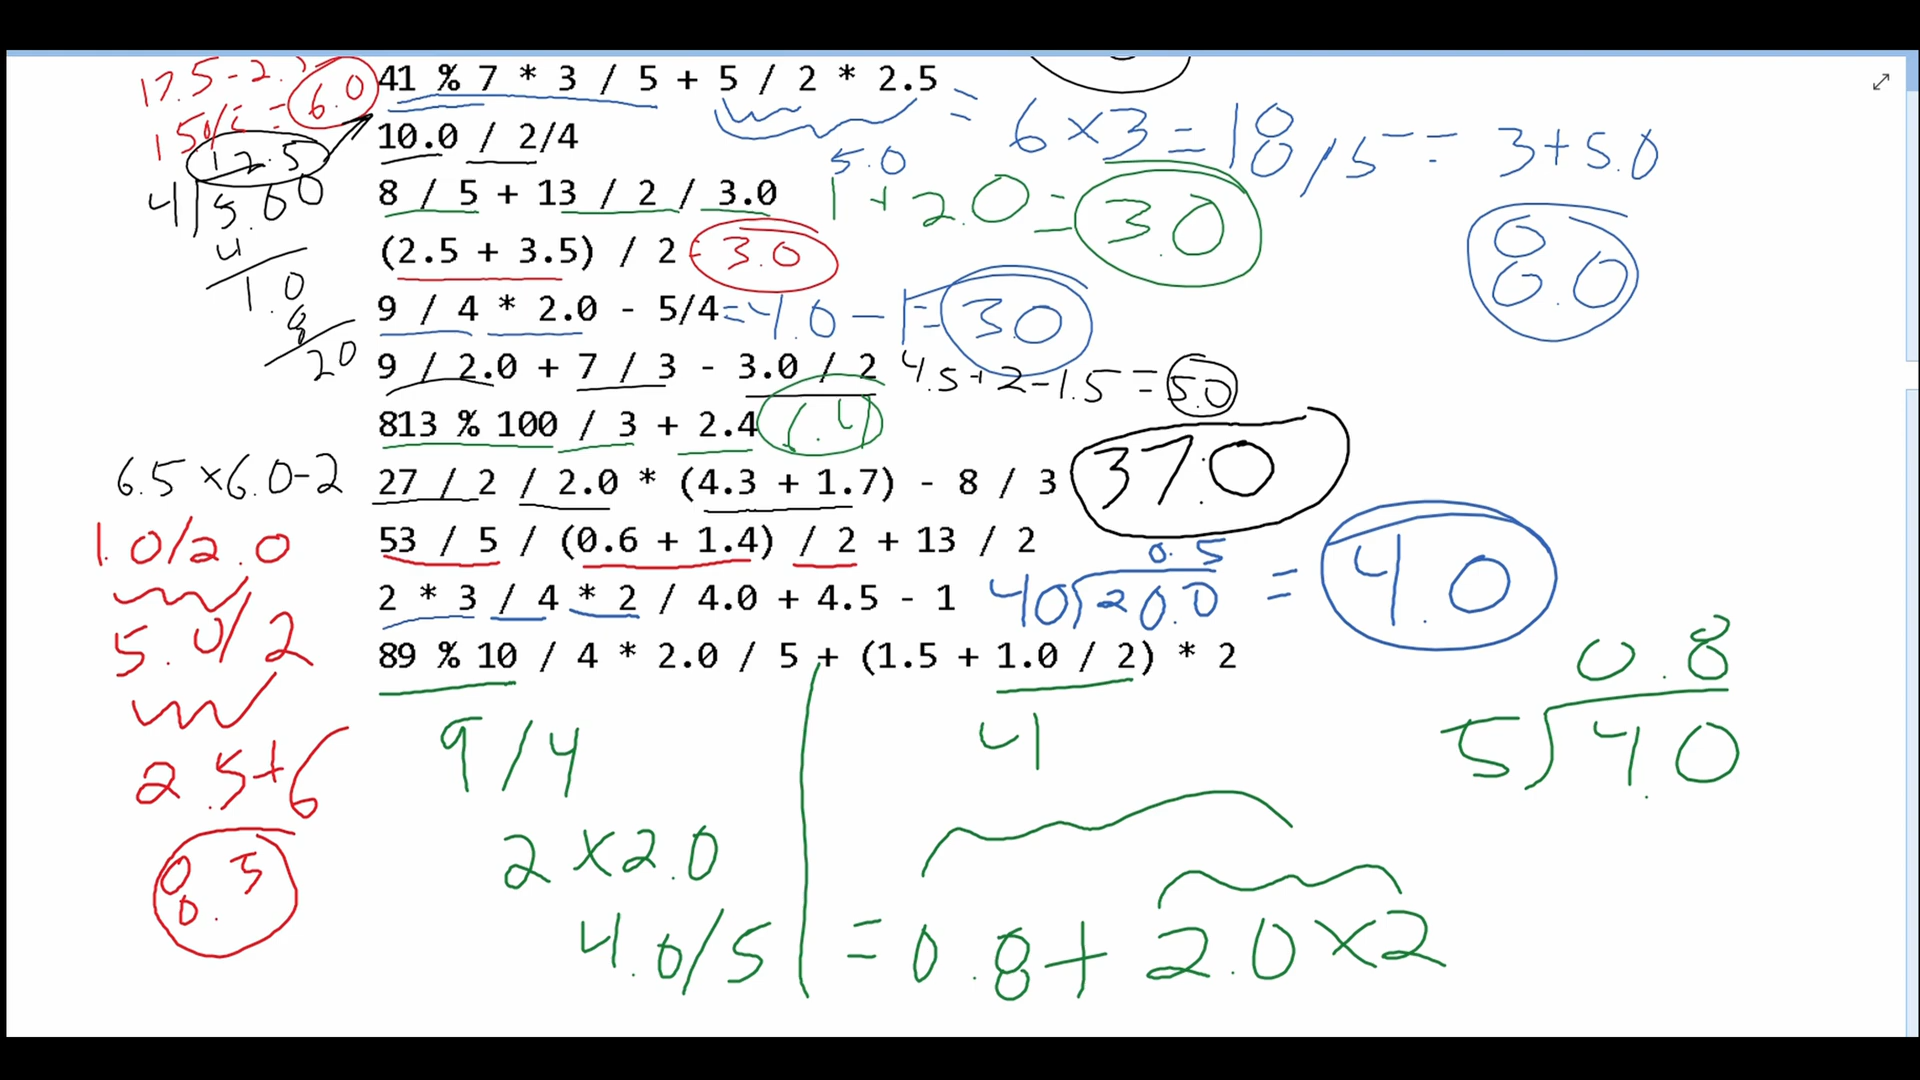 17.5-2.
41 % 7 * 3 / 5 + 5 / 2 * 2.5
6.0
= 6 x 3 = 18 /5 = 3+5.0
5.0
8.0
10.0 / 2/4
12.5
4 5.00
4
1.0
8
20
8 / 5 + 13 / 2 / 3.0 1 + 2.0 = 3.0
(2.5 + 3.5) / 2 = 3.0
9 / 4 * 2.0 - 5/4 = 4.0 - 1 = 3.0
9 / 2.0 + 7 / 3 - 3.0 / 2 4.5+2-1.5 = 5.0
813 % 100 / 3 + 2.4
6.5 x 6.0-2 27 / 2 / 2.0 * (4.3 + 1.7) - 8 / 3 37.0
53 / 5 / (0.6 + 1.4) / 2 + 13 / 2
10/2.0
5.0/2
2.5+6
8.5
2 * 3 / 4 * 2 / 4.0 + 4.5 - 1
0.5
40 20.0 = 4.0
89 % 10 / 4 * 2.0 / 5 + (1.5 + 1.0 / 2) * 2
0.8
5 4.0
9/4
4
2 x 2.0
4.0/5 = 0.8 + 2.0 x 2